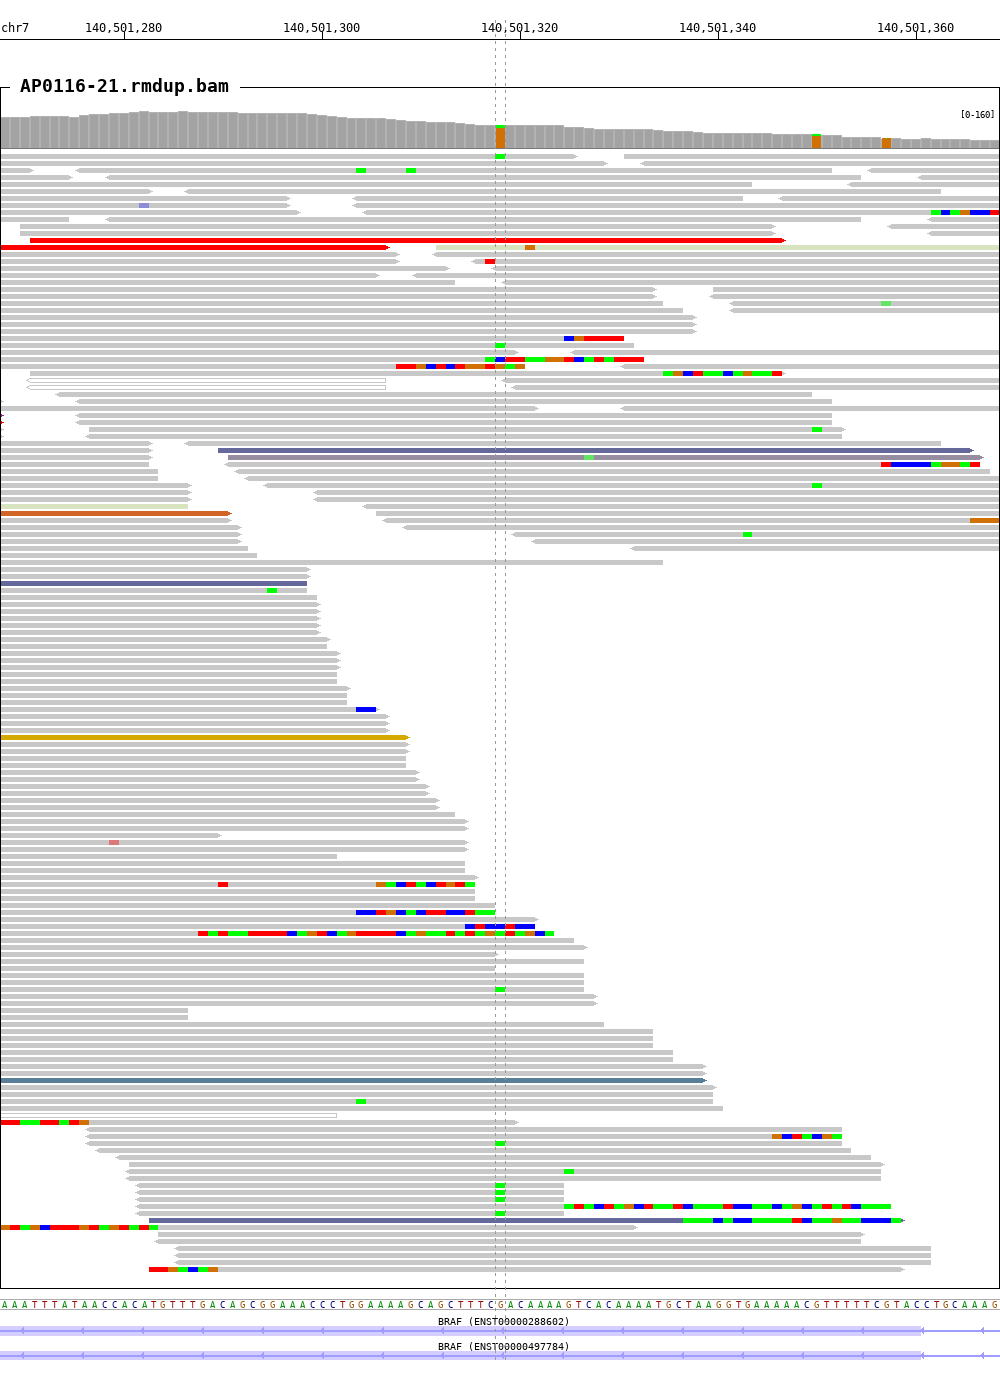 chr7 140,501,280 140,501,300 140,501,320 140,501,340 140,501,360
AP0116-21.rmdup.bam
[0-160]
A A A T T T A T A A C C A C A T G T T T G A C A G C G G A A A C C C T G G A A A A G C A G C T T T C G A C A A A A G T C A C A A A A T G C T A A G G T G A A A A A C G T T T T T C G T A C C T G C A A A G
BRAF (ENST00000288602)
BRAF (ENST00000497784)